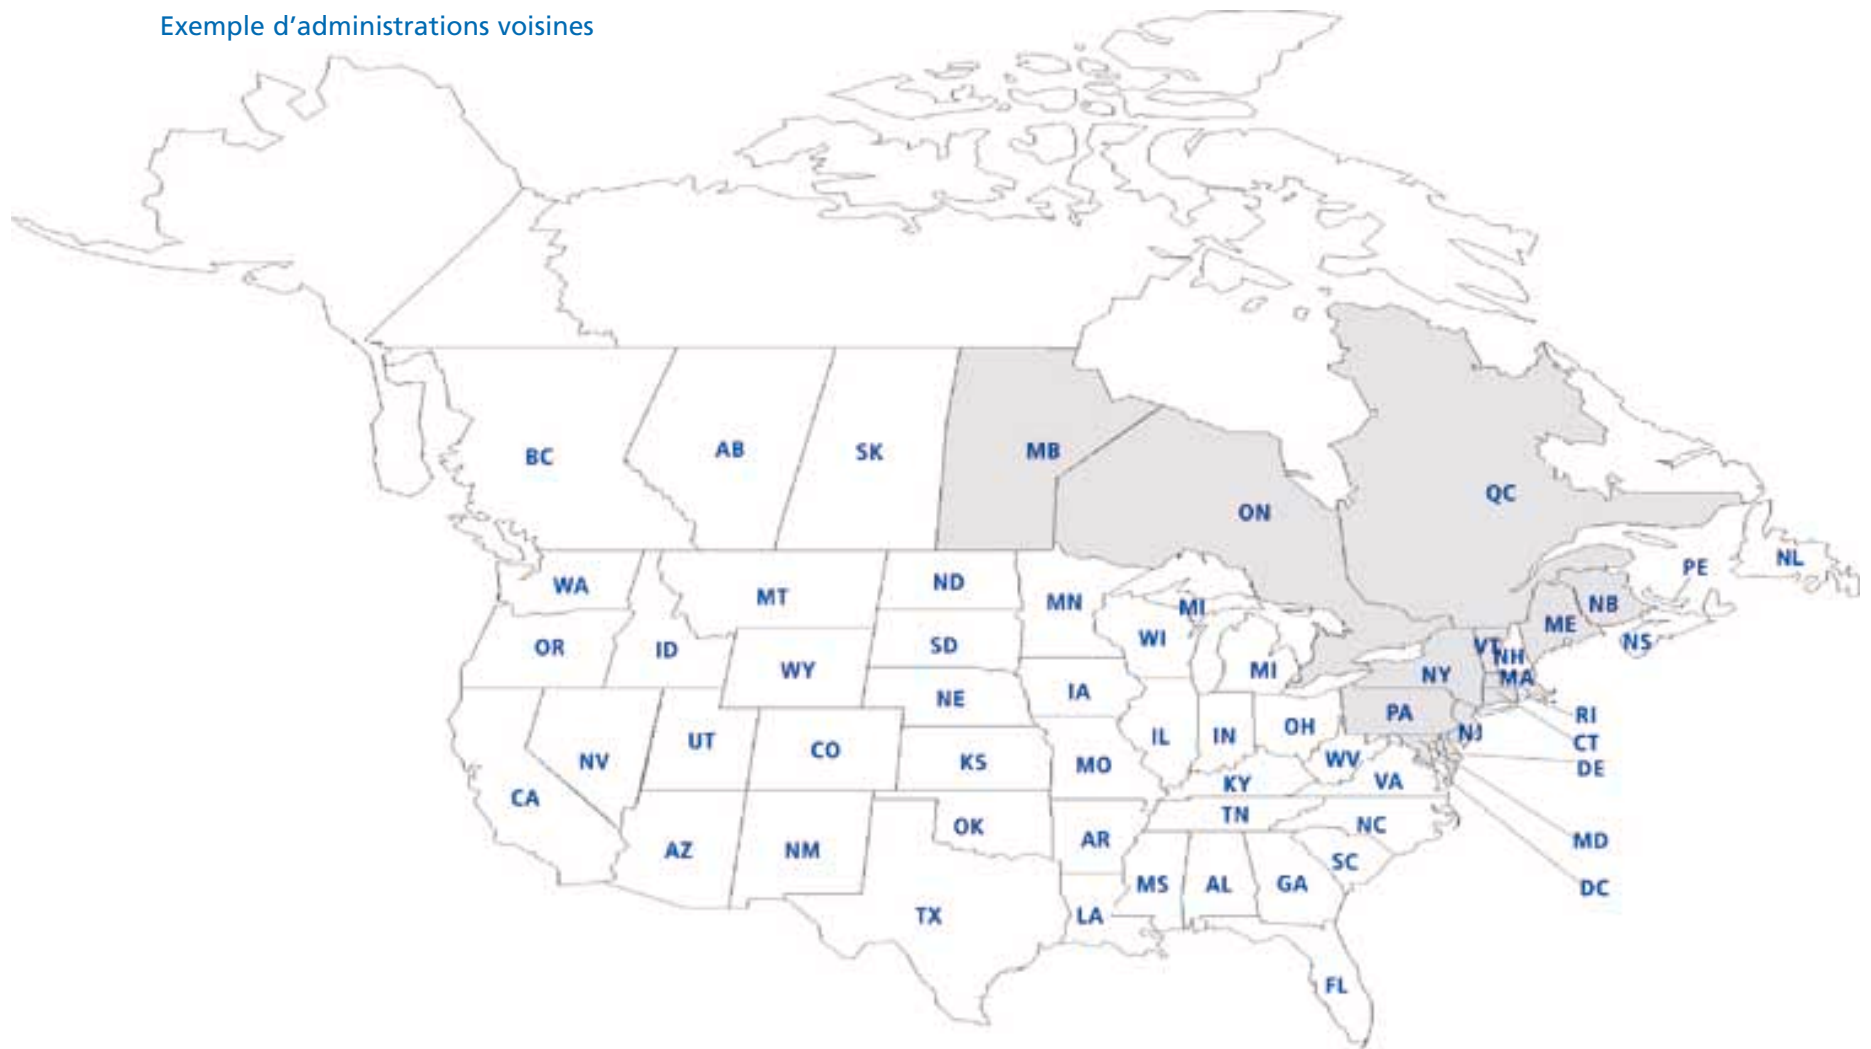 Exemple d'administrations voisines
BC
AB
SK
MB
ON
QC
NL
PE
NB
NS
WA
MT
ND
MN
MI
ME
OR
ID
WY
SD
WI
MI
VT
NH
NY
MA
NE
IA
PA
RI
NV
UT
CO
KS
MO
IL
IN
OH
NJ
CT
WV
DE
CA
KY
VA
AZ
NM
OK
AR
TN
NC
MD
TX
LA
MS
AL
GA
SC
DC
FL